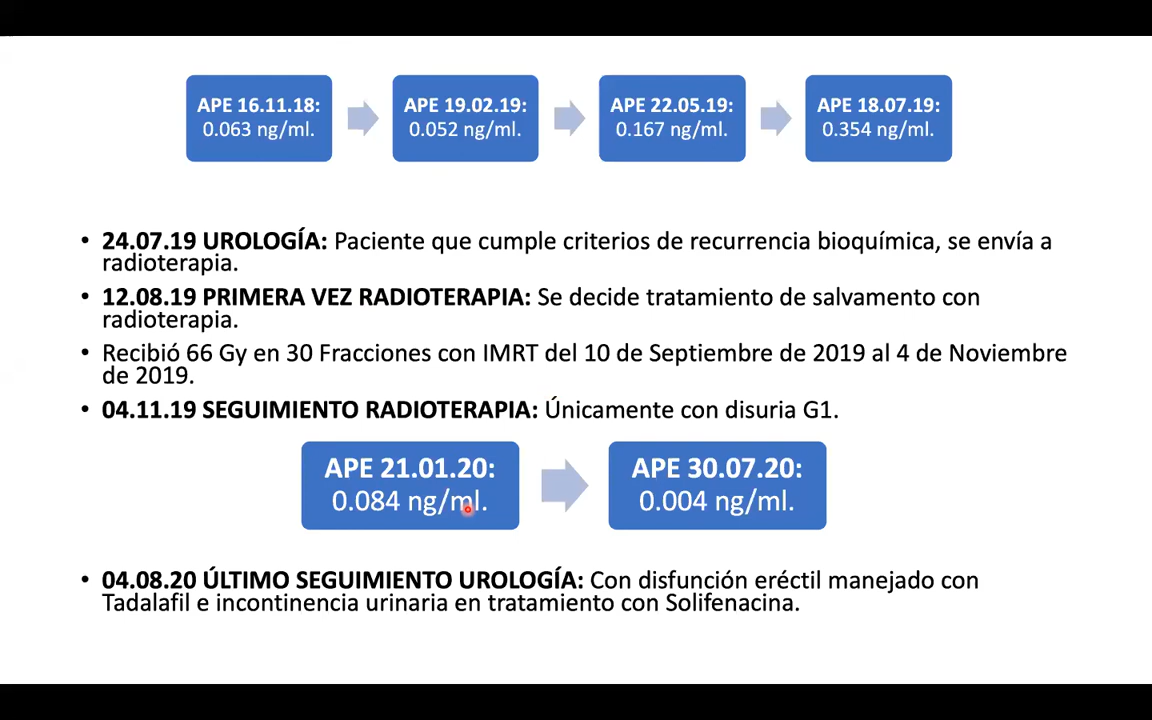 APE 16.11.18:
0.063 ng/ml.
APE 19.02.19:
0.052 ng/ml.
APE 22.05.19:
0.167 ng/ml.
APE 18.07.19:
0.354 ng/ml.
• 24.07.19 UROLOGÍA: Paciente que cumple criterios de recurrencia bioquímica, se envía a
radioterapia.
• 12.08.19 PRIMERA VEZ RADIOTERAPIA: Se decide tratamiento de salvamento con
radioterapia.
• Recibió 66 Gy en 30 Fracciones con IMRT del 10 de Septiembre de 2019 al 4 de Noviembre
de 2019.
• 04.11.19 SEGUIMIENTO RADIOTERAPIA: Únicamente con disuria G1.
APE 21.01.20:
0.084 ng/ml.
APE 30.07.20:
0.004 ng/ml.
• 04.08.20 ÚLTIMO SEGUIMIENTO UROLOGÍA: Con disfunción eréctil manejado con
Tadalafil e incontinencia urinaria en tratamiento con Solifenacina.